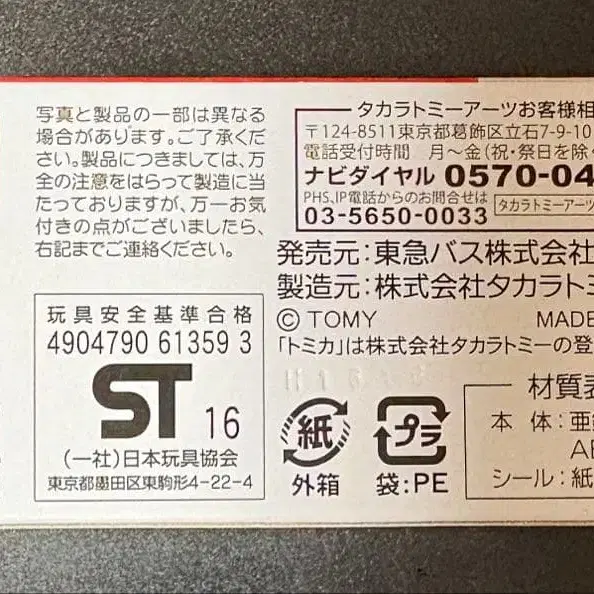 写真と製品の一部は異なる
場合があります。ご了承くだ
さい。製品につきましては、万
全の注意をはらって製造に当
たっておりますが、万一お気
付きの点がございましたら、
右記までご連絡ください。
タカラトミーアーツお客様相
〒124-8511東京都葛飾区立石7-9-10
電話受付時間 月〜金(祝・祭日を除く
ナビダイヤル 0570-04
PHS、IP電話からのお問合せは
03-5650-0033
タカラトミーアーツ
発売元:東急バス株式会社
製造元:株式会社タカラト
© TOMY MADE
「トミカ」は株式会社タカラトミーの登
玩具安全基準合格
4904790 61359 3
ST 16
(一社)日本玩具協会
東京都墨田区東駒形4-22-4
紙
外箱
プラ
袋:PE
材質表
本体:亜
AB
シール:紙